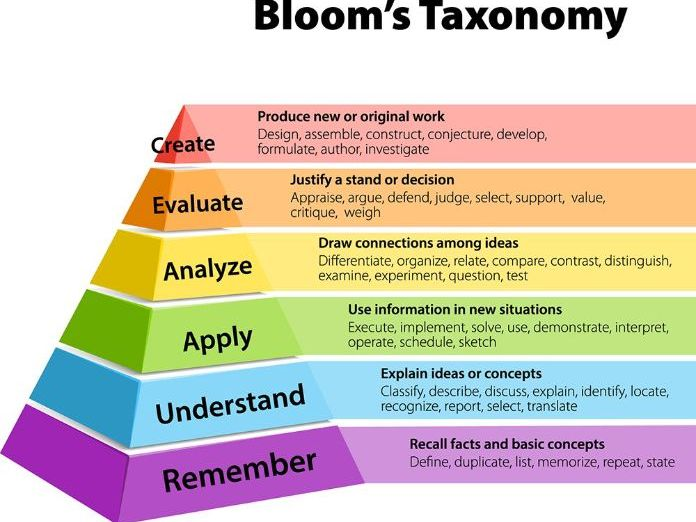 Bloom's Taxonomy
Create
Produce new or original work
Design, assemble, construct, conjecture, develop,
formulate, author, investigate
Evaluate
Justify a stand or decision
Appraise, argue, defend, judge, select, support, value,
critique, weigh
Analyze
Draw connections among ideas
Differentiate, organize, relate, compare, contrast, distinguish,
examine, experiment, question, test
Apply
Use information in new situations
Execute, implement, solve, use, demonstrate, interpret,
operate, schedule, sketch
Understand
Explain ideas or concepts
Classify, describe, discuss, explain, identify, locate,
recognize, report, select, translate
Remember
Recall facts and basic concepts
Define, duplicate, list, memorize, repeat, state